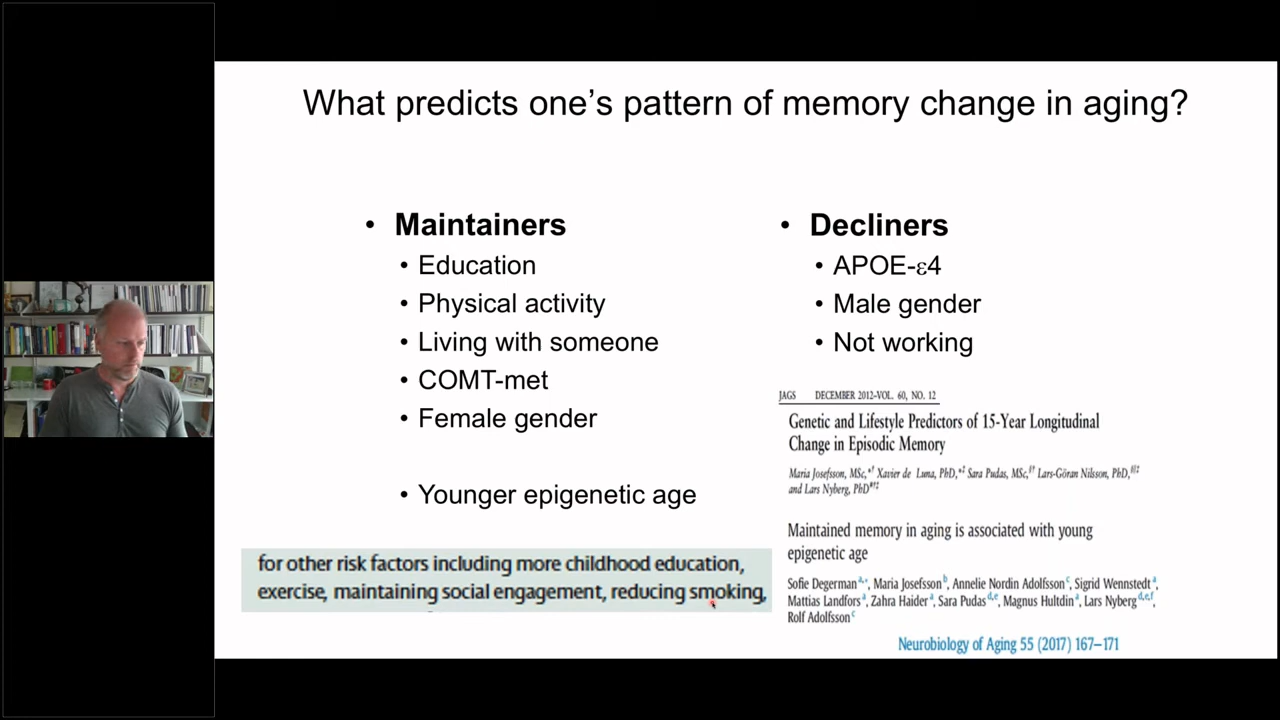 What predicts one’s pattern of memory change in aging?
• Maintainers
• Education
• Physical activity
• Living with someone
• COMT-met
• Female gender
• Younger epigenetic age
for other risk factors including more childhood education,
exercise, maintaining social engagement, reducing smoking,
• Decliners
• APOE-ε4
• Male gender
• Not working
JAGS DECEMBER 2012–VOL. 60, NO. 12
Genetic and Lifestyle Predictors of 15-Year Longitudinal
Change in Episodic Memory
Maria Josefsson, MSc,*† Xavier de Luna, PhD,*‡ Sara Pudas, MSc, Lars-Göran Nilsson, PhD,
and Lars Nyberg, PhD
Maintained memory in aging is associated with young
epigenetic age
Sofie Degerman a,*, Maria Josefsson b, Annelie Nordin Adolfsson c, Sigrid Wennstedt a,
Mattias Landfors a, Zahra Haider a, Sara Pudas d,e, Magnus Hultdin a, Lars Nyberg d,e,f,
Rolf Adolfsson c
Neurobiology of Aging 55 (2017) 167–171